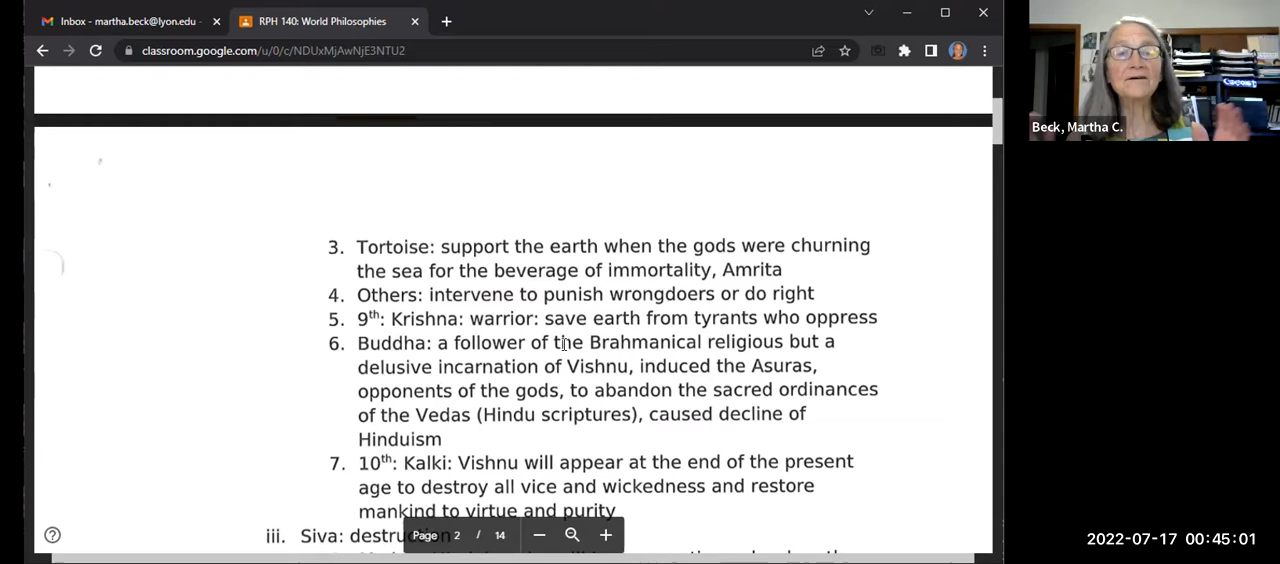 Inbox - martha.beck@lyon.edu -
RPH 140: World Philosophies
classroom.google.com/u/0/c/NDUxMjAwNjE3NTU2
Beck, Martha C.
3. Tortoise: support the earth when the gods were churning
the sea for the beverage of immortality, Amrita
4. Others: intervene to punish wrongdoers or do right
5. 9th: Krishna: warrior: save earth from tyrants who oppress
6. Buddha: a follower of the Brahmanical religious but a
delusive incarnation of Vishnu, induced the Asuras,
opponents of the gods, to abandon the sacred ordinances
of the Vedas (Hindu scriptures), caused decline of
Hinduism
7. 10th: Kalki: Vishnu will appear at the end of the present
age to destroy all vice and wickedness and restore
mankind to virtue and purity
iii. Siva: destruction
Page 2 / 14
2022-07-17 00:45:01